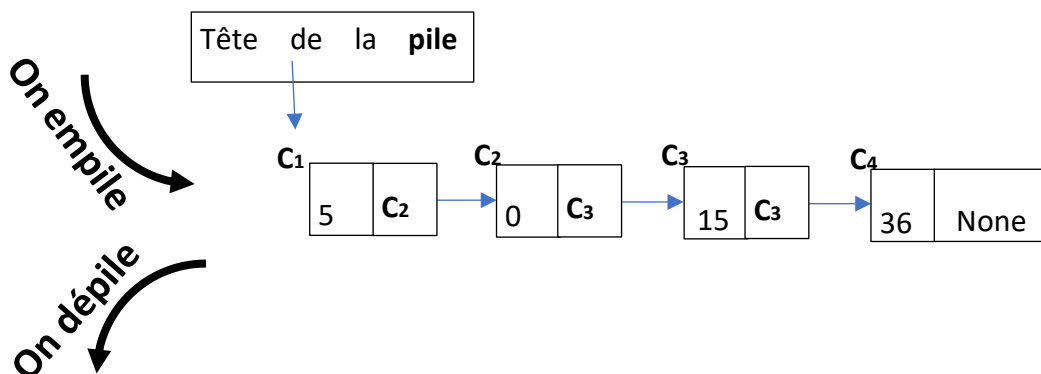 Tête de la pile
On empile
C1 C2 C3 C4
5 C2 0 C3 15 C3 36 None
On dépile